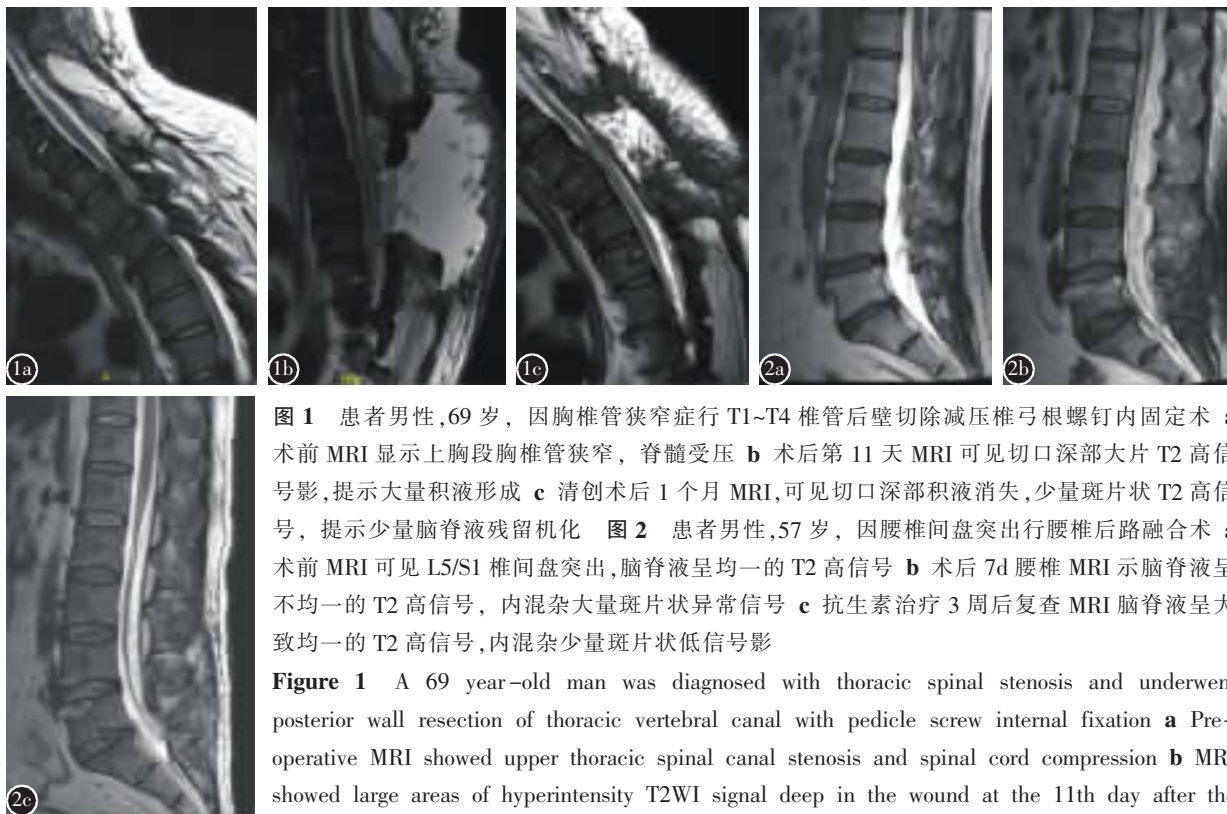 1a
1b
1c
2a
2b
2c
图 1 患者男性,69 岁，因胸椎管狭窄症行 T1~T4 椎管后壁切除减压椎弓根螺钉内固定术 a
术前 MRI 显示上胸段胸椎管狭窄，脊髓受压 b 术后第 11 天 MRI 可见切口深部大片 T2 高信
号影,提示大量积液形成 c 清创术后 1 个月 MRI,可见切口深部积液消失,少量斑片状 T2 高信
号，提示少量脑脊液残留机化 图 2 患者男性,57 岁，因腰椎间盘突出行腰椎后路融合术 a
术前 MRI 可见 L5/S1 椎间盘突出,脑脊液呈均一的 T2 高信号 b 术后 7d 腰椎 MRI 示脑脊液呈
不均一的 T2 高信号，内混杂大量斑片状异常信号 c 抗生素治疗 3 周后复查 MRI 脑脊液呈大
致均一的 T2 高信号,内混杂少量斑片状低信号影
Figure 1 A 69 year-old man was diagnosed with thoracic spinal stenosis and underwen
posterior wall resection of thoracic vertebral canal with pedicle screw internal fixation a Pre-
operative MRI showed upper thoracic spinal canal stenosis and spinal cord compression b MR
showed large areas of hyperintensity T2WI signal deep in the wound at the 11th day after the